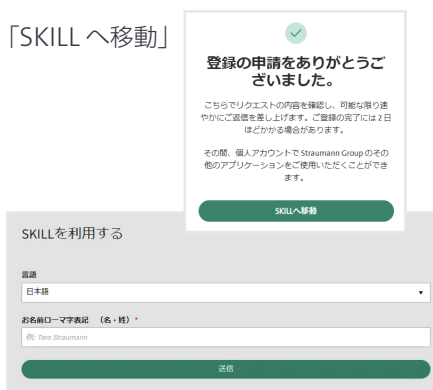 「SKILL へ移動」
登録の申請をありがとうご
ざいました。
こちらでリクエストの内容を確認し、可能な限り速
やかにご返信を差し上げます。ご登録の完了には2日
ほどかかる場合があります。
その間、個人アカウントで Straumann Group のその
他のアプリケーションをご使用いただくことができ
ます。
SKILLへ移動
SKILLを利用する
言語
日本語
お名前ローマ字表記 （名・姓） *
例: Taro Straumann
送信